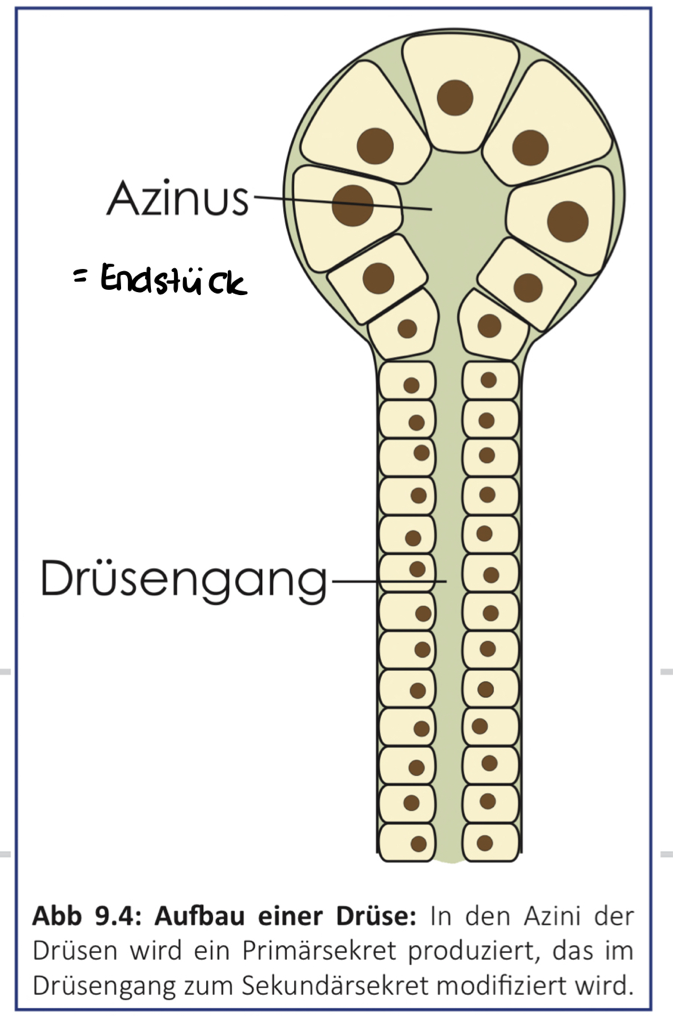 Azinus
= Endstück
Drüsengang
Abb 9.4: Aufbau einer Drüse: In den Azini der
Drüsen wird ein Primärsekret produziert, das im
Drüsengang zum Sekundärsekret modifiziert wird.